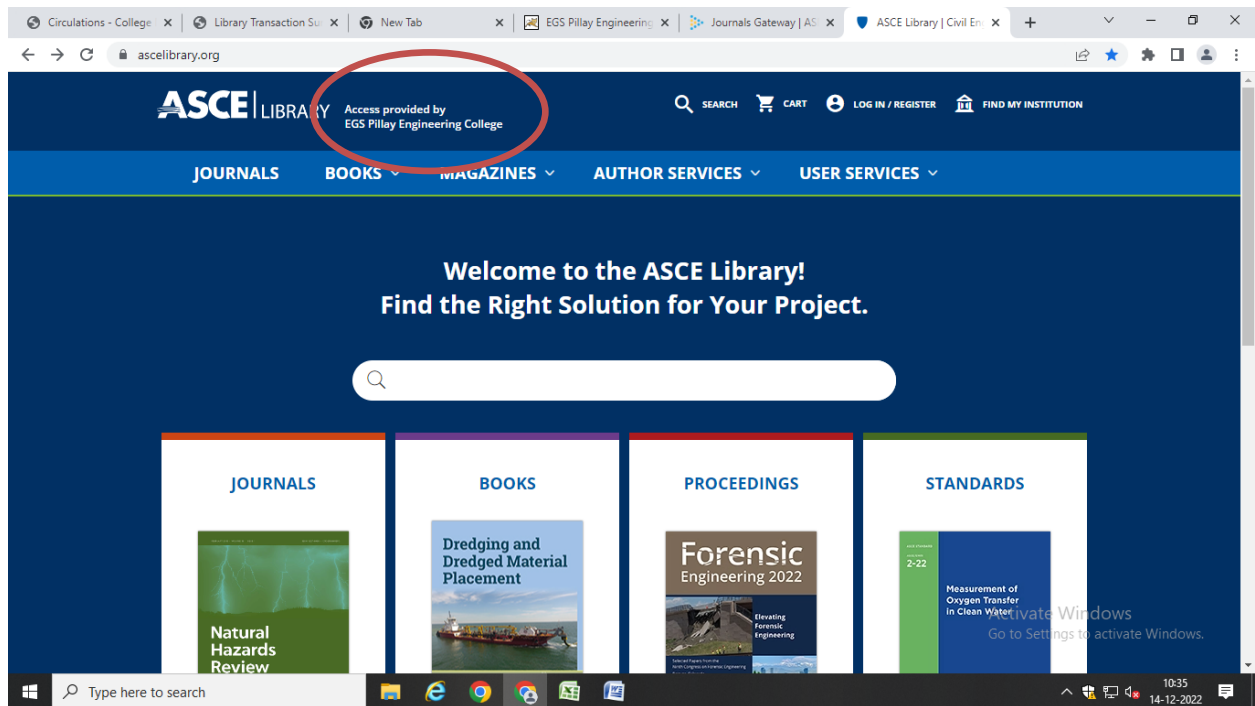 Circulations - College
Library Transaction Su
New Tab
EGS Pillay Engineering
Journals Gateway | AS
ASCE Library | Civil En
ascelibrary.org
ASCE LIBRARY
Access provided by
EGS Pillay Engineering College
SEARCH
CART
LOG IN / REGISTER
FIND MY INSTITUTION
JOURNALS
BOOKS
MAGAZINES
AUTHOR SERVICES
USER SERVICES
Welcome to the ASCE Library!
Find the Right Solution for Your Project.
JOURNALS
Natural
Hazards
Review
BOOKS
Dredging and
Dredged Material
Placement
PROCEEDINGS
Forensic
Engineering 2022
Elevating
Forensic
Engineering
STANDARDS
2-22
Measurement of
Oxygen Transfer
in Clean Water
Activate Windows
Go to Settings to activate Windows.
Type here to search
10:35
14-12-2022